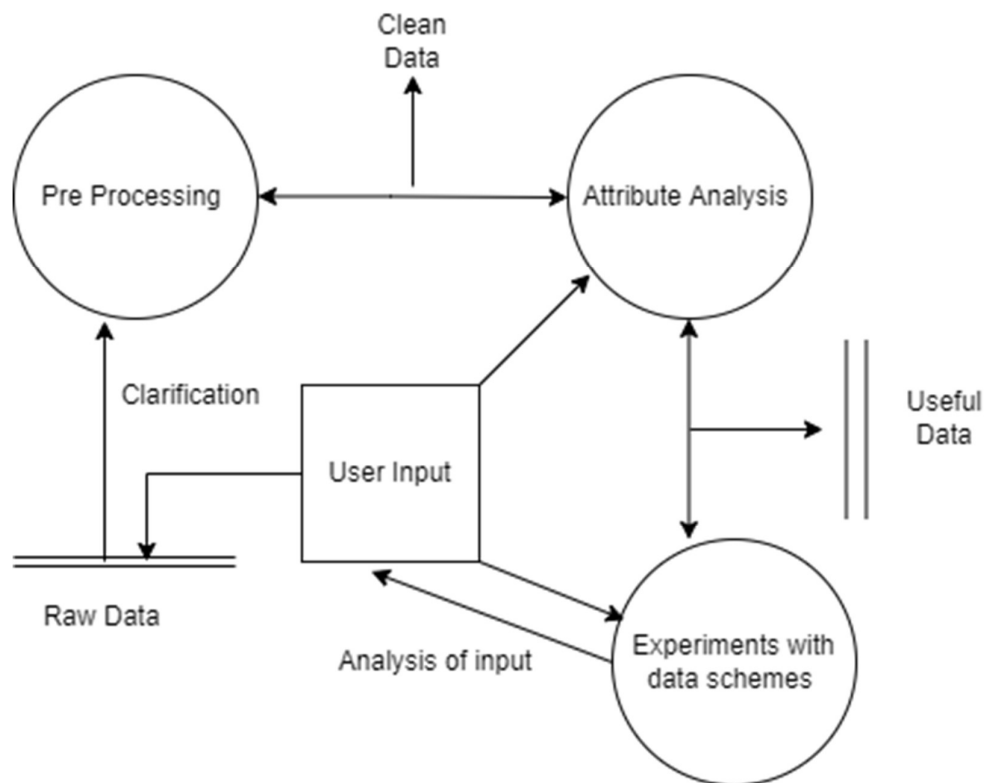 Clean
Data
Pre Processing
Attribute Analysis
Clarification
Useful
Data
User Input
Raw Data
Analysis of input
Experiments with
data schemes